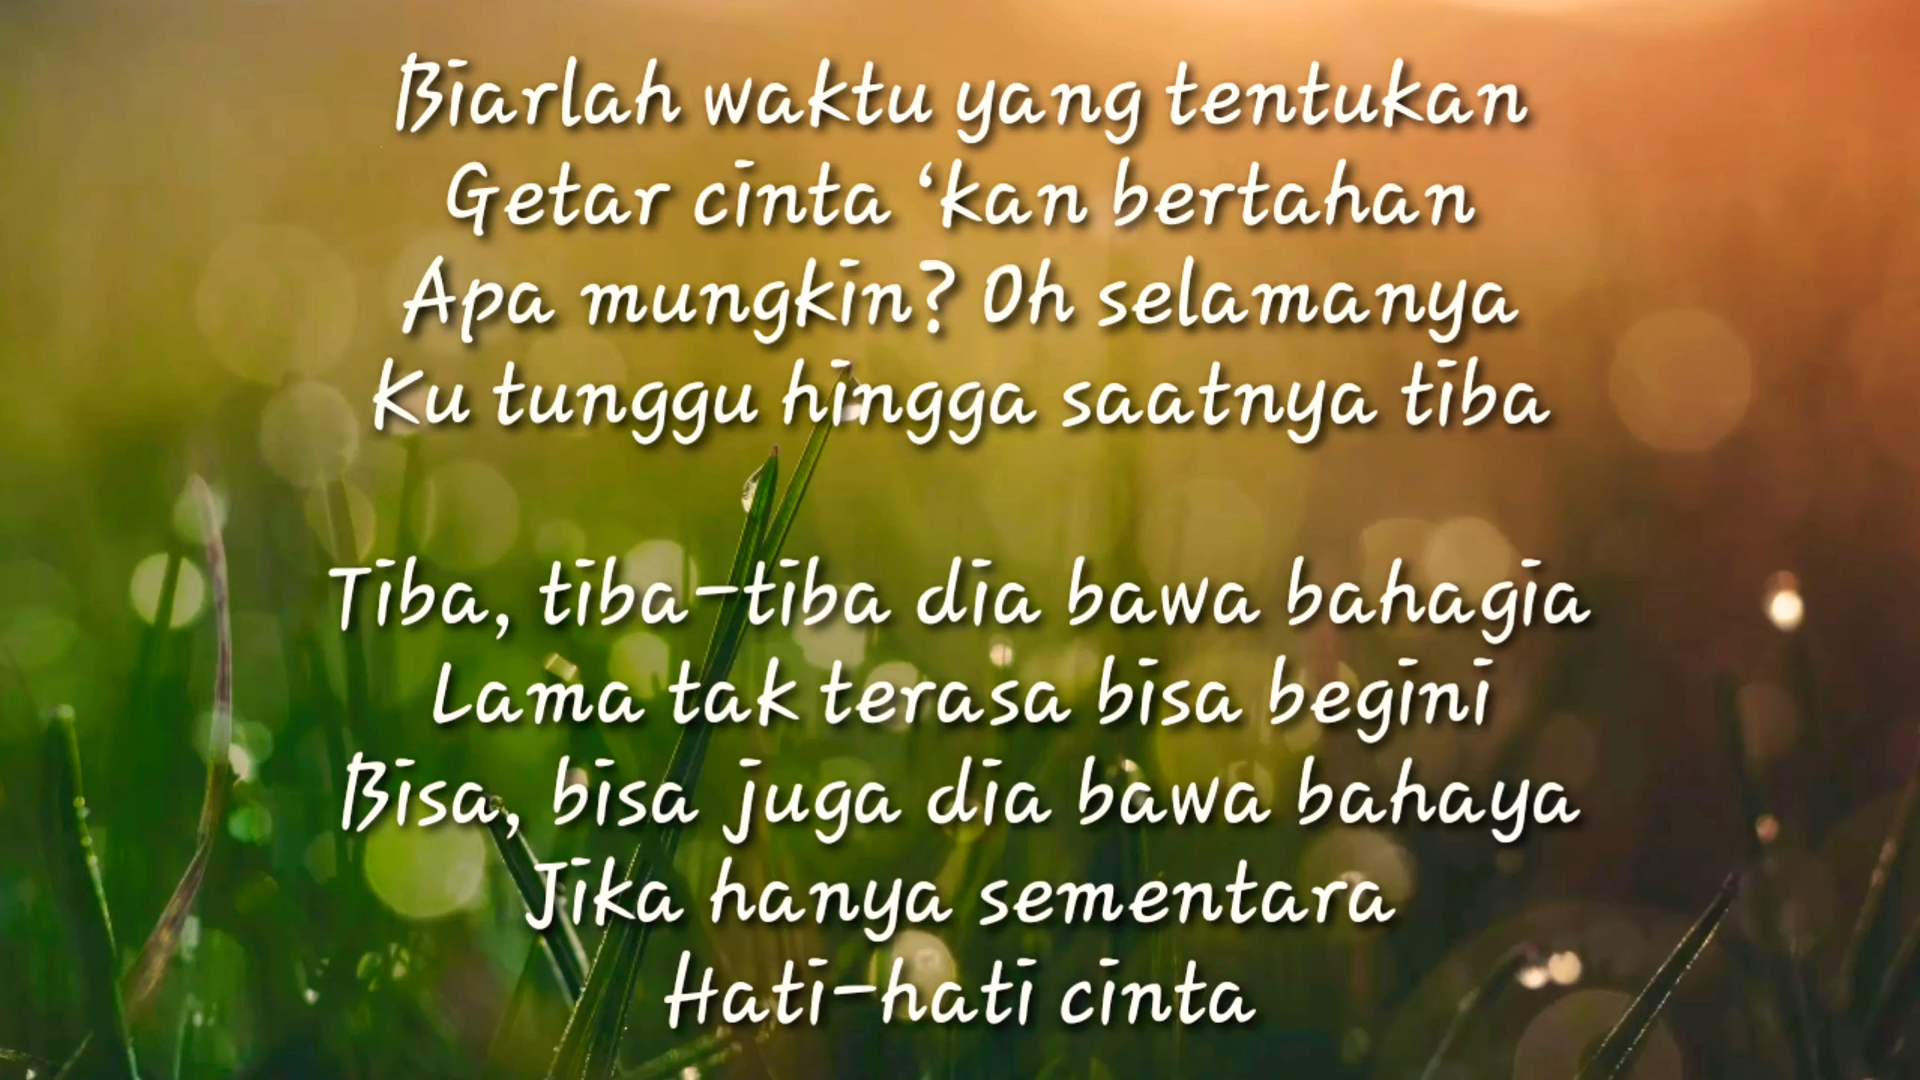 Biarlah waktu yang tentukan
Getar cinta ‘kan bertahan
Apa mungkin? Oh selamanya
Ku tunggu hingga saatnya tiba
Tiba, tiba-tiba dia bawa bahagia
Lama tak terasa bisa begini
Bisa, bisa juga dia bawa bahaya
Jika hanya sementara
Hati-hati cinta